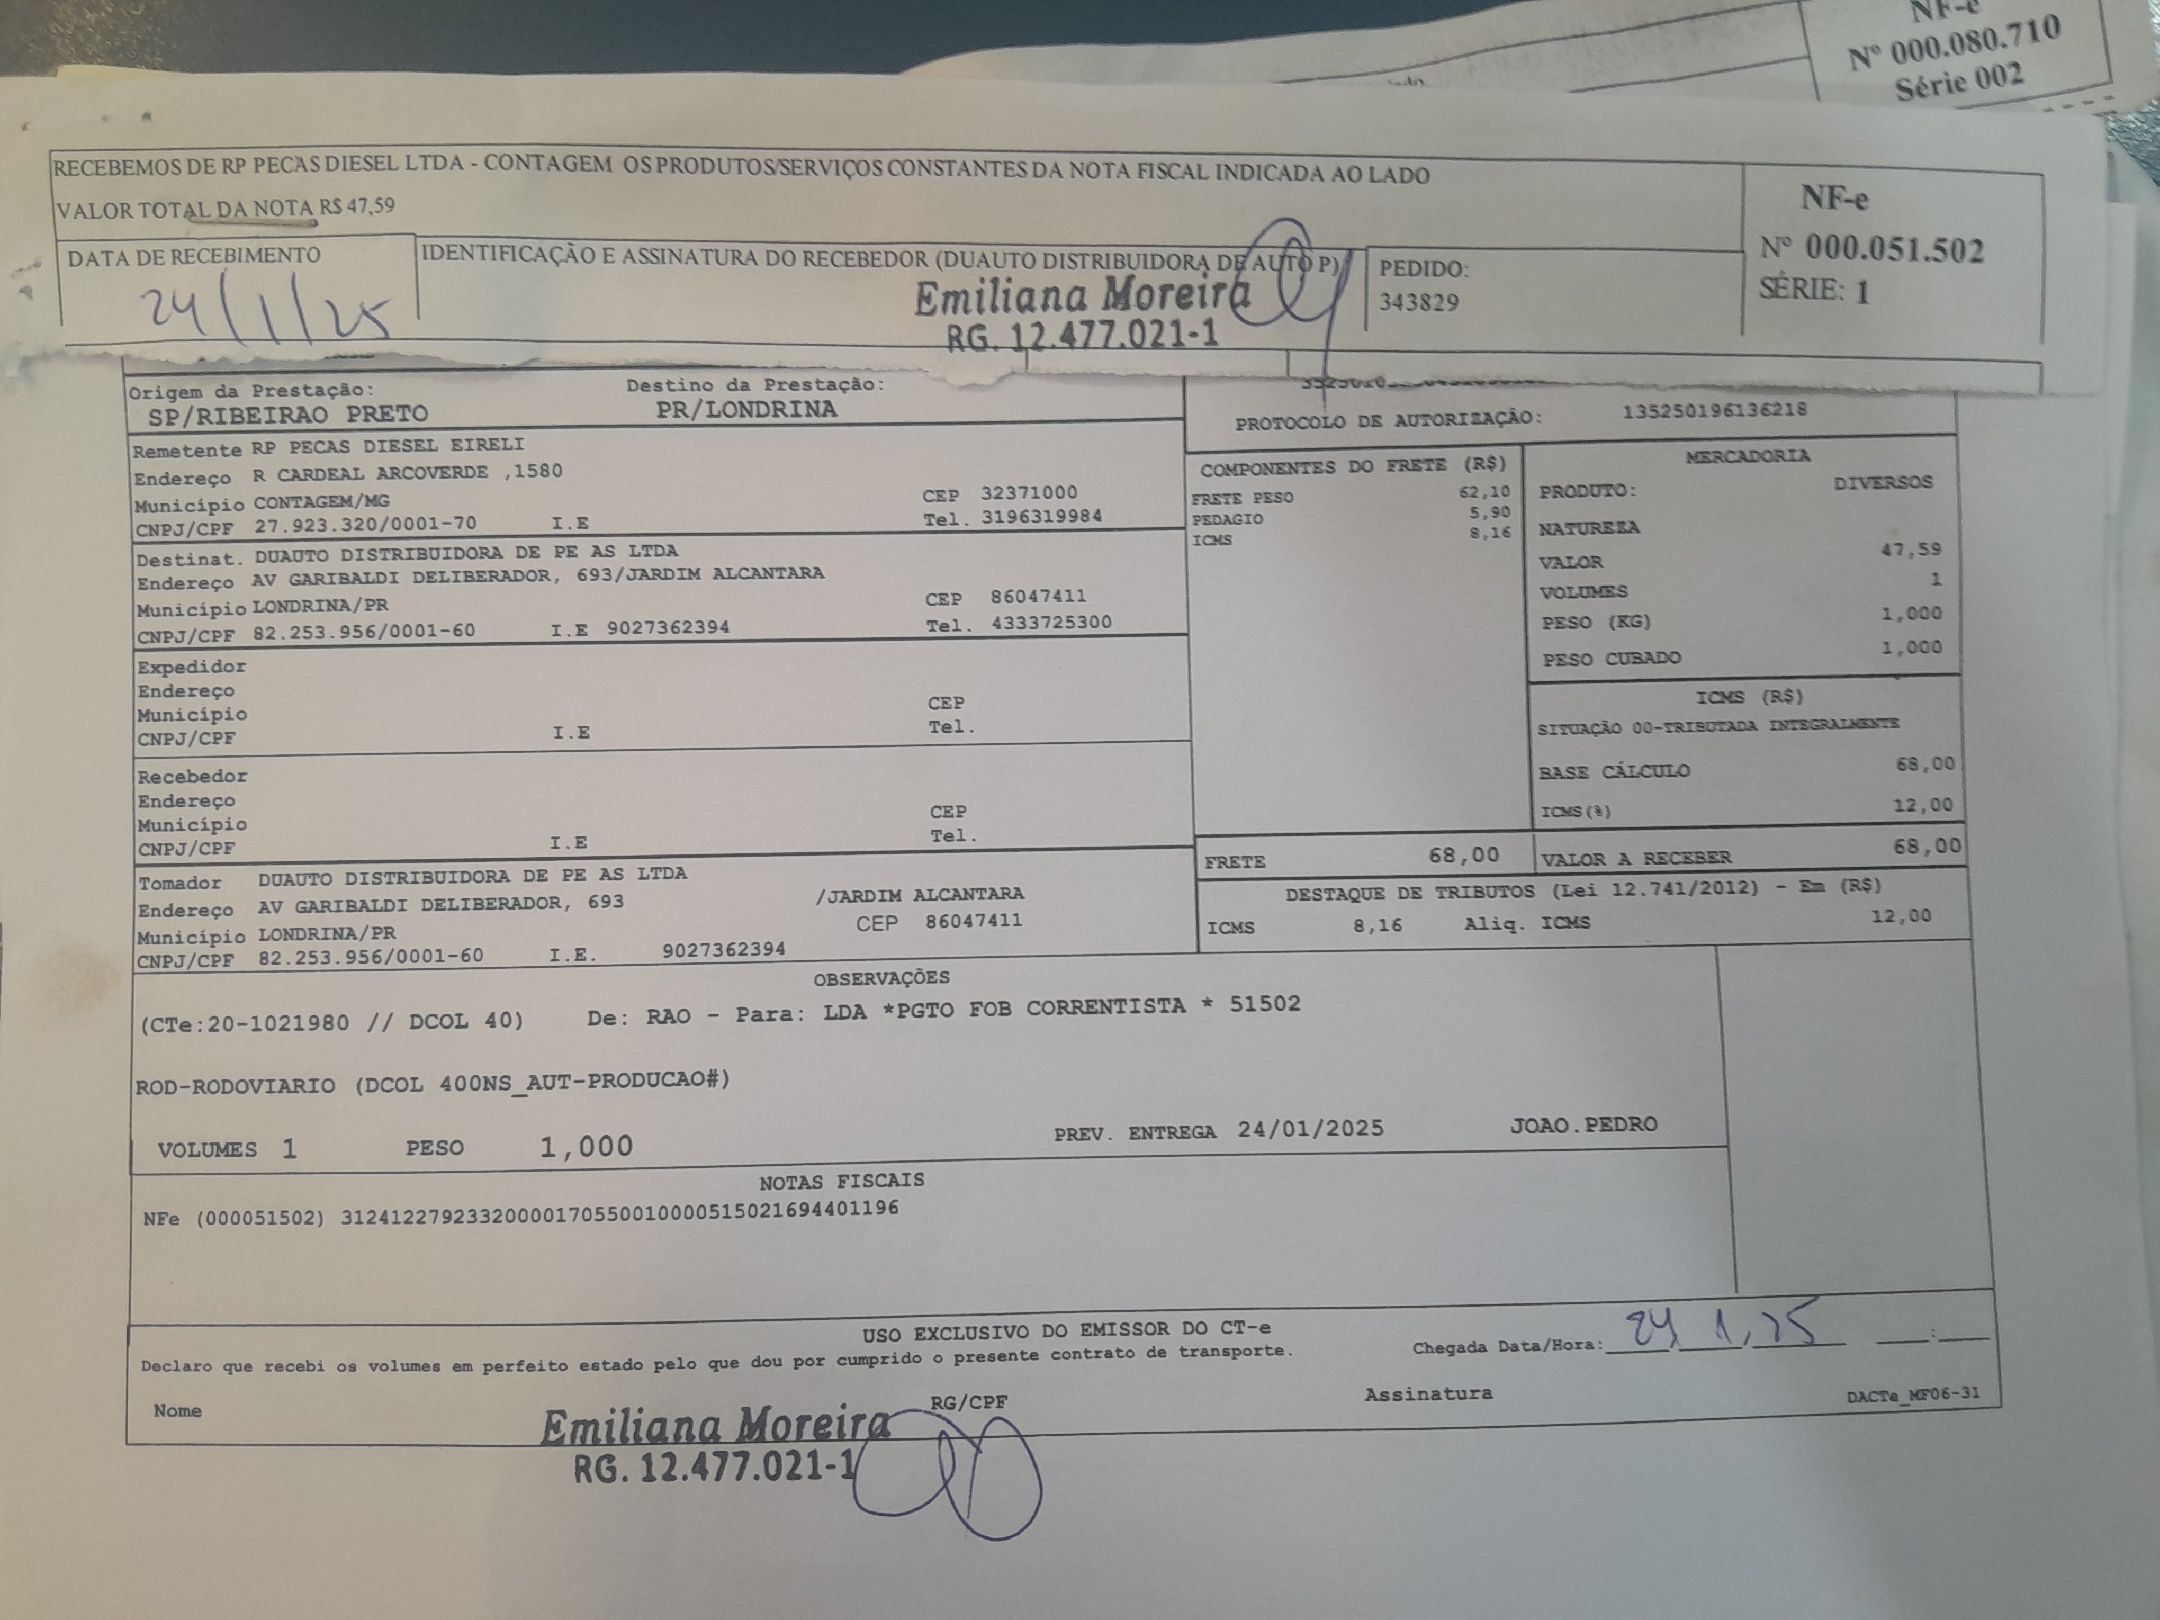 NF-e
Nº 000.080.710
Série 002
RECEBEMOS DE RP PECAS DIESEL LTDA - CONTAGEM OS PRODUTOS/SERVIÇOS CONSTANTES DA NOTA FISCAL INDICADA AO LADO
VALOR TOTAL DA NOTA R$ 47,59
NF-e
Nº 000.051.502
SÉRIE: 1
DATA DE RECEBIMENTO
24/1/25
IDENTIFICAÇÃO E ASSINATURA DO RECEBEDOR (DUAUTO DISTRIBUIDORA DE AUTO P)
Emiliana Moreira
RG. 12.477.021-1
PEDIDO:
343829
Origem da Prestação: Destino da Prestação:
SP/RIBEIRAO PRETO PR/LONDRINA
PROTOCOLO DE AUTORIZAÇÃO: 135250196136218
Remetente RP PECAS DIESEL EIRELI
Endereço R CARDEAL ARCOVERDE ,1580
Município CONTAGEM/MG CEP 32371000
CNPJ/CPF 27.923.320/0001-70 I.E Tel. 3196319984
Destinat. DUAUTO DISTRIBUIDORA DE PE AS LTDA
Endereço AV GARIBALDI DELIBERADOR, 693/JARDIM ALCANTARA
Município LONDRINA/PR CEP 86047411
CNPJ/CPF 82.253.956/0001-60 I.E 9027362394 Tel. 4333725300
Expedidor
Endereço
Município CEP
CNPJ/CPF I.E Tel.
Recebedor
Endereço
Município CEP
CNPJ/CPF I.E Tel.
Tomador DUAUTO DISTRIBUIDORA DE PE AS LTDA
Endereço AV GARIBALDI DELIBERADOR, 693 /JARDIM ALCANTARA
Município LONDRINA/PR CEP 86047411
CNPJ/CPF 82.253.956/0001-60 I.E. 9027362394
COMPONENTES DO FRETE (R$)
FRETE PESO 62,10
PEDAGIO 5,90
ICMS 8,16
MERCADORIA
PRODUTO: DIVERSOS
NATUREZA
VALOR 47,59
VOLUMES 1
PESO (KG) 1,000
PESO CUBADO 1,000
ICMS (R$)
SITUAÇÃO 00-TRIBUTADA INTEGRALMENTE
BASE CÁLCULO 68,00
ICMS(%) 12,00
FRETE 68,00 VALOR A RECEBER 68,00
DESTAQUE DE TRIBUTOS (Lei 12.741/2012) - Em (R$)
ICMS 8,16 Aliq. ICMS 12,00
OBSERVAÇÕES
(CTe:20-1021980 // DCOL 40) De: RAO - Para: LDA *PGTO FOB CORRENTISTA * 51502
ROD-RODOVIARIO (DCOL 400NS_AUT-PRODUCAO#)
VOLUMES 1 PESO 1,000 PREV. ENTREGA 24/01/2025 JOAO.PEDRO
NOTAS FISCAIS
NFe (000051502) 31241227923320000170550010000515021694401196
USO EXCLUSIVO DO EMISSOR DO CT-e
Declaro que recebi os volumes em perfeito estado pelo que dou por cumprido o presente contrato de transporte.
Chegada Data/Hora: 24 1, 25 :
Nome RG/CPF Assinatura DACTe_MF06-31
Emiliana Moreira
RG. 12.477.021-1